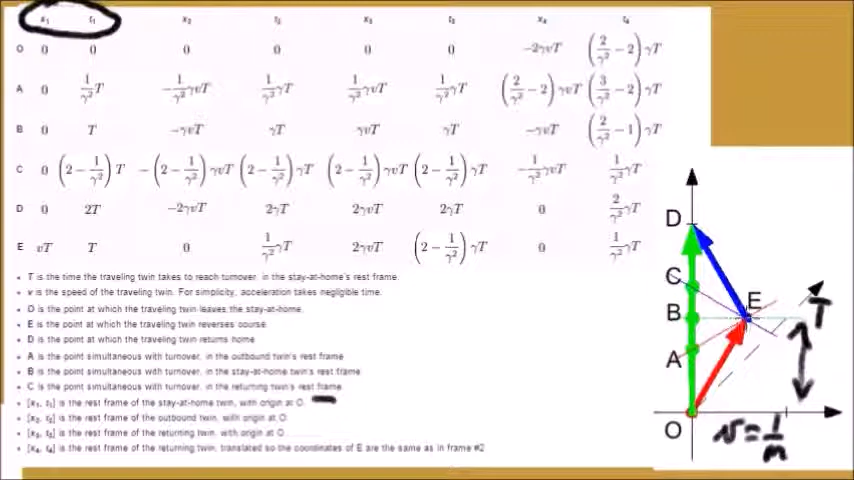 x₁ t₁ x₂ t₂ x₃ t₃ x₄ t₄
O 0 0 0 0 0 0 -2γvT (2/γ² - 2) γT
A 0 1/γ² T -1/γ² γvT 1/γ² γT 1/γ² γvT 1/γ² γT (2/γ² - 2) γvT (3/γ² - 2) γT
B 0 T -γvT γT γvT γT -γvT (2/γ² - 1) γT
C 0 (2 - 1/γ²) T -(2 - 1/γ²) γvT (2 - 1/γ²) γT (2 - 1/γ²) γvT (2 - 1/γ²) γT -1/γ² γvT 1/γ² γT
D 0 2T -2γvT 2γT 2γvT 2γT 0 2/γ² γT
E vT T 0 1/γ² γT 2γvT (2 - 1/γ²) γT 0 1/γ² γT
• T is the time the traveling twin takes to reach turnover, in the stay-at-home's rest frame.
• v is the speed of the traveling twin. For simplicity, acceleration takes negligible time.
• O is the point at which the traveling twin leaves the stay-at-home.
• E is the point at which the traveling twin reverses course
• D is the point at which the traveling twin returns home
• A is the point simultaneous with turnover, in the outbound twin's rest frame
• B is the point simultaneous with turnover, in the stay-at-home twin's rest frame
• C is the point simultaneous with turnover, in the returning twin's rest frame
• [x₁, t₁] is the rest frame of the stay-at-home twin, with origin at O.
• [x₂, t₂] is the rest frame of the outbound twin, with origin at O
• [x₃, t₃] is the rest frame of the returning twin, with origin at O
• [x₄, t₄] is the rest frame of the returning twin, translated so the coordinates of E are the same as in frame #2
D
C
E
B
T
A
O
v = 1/m